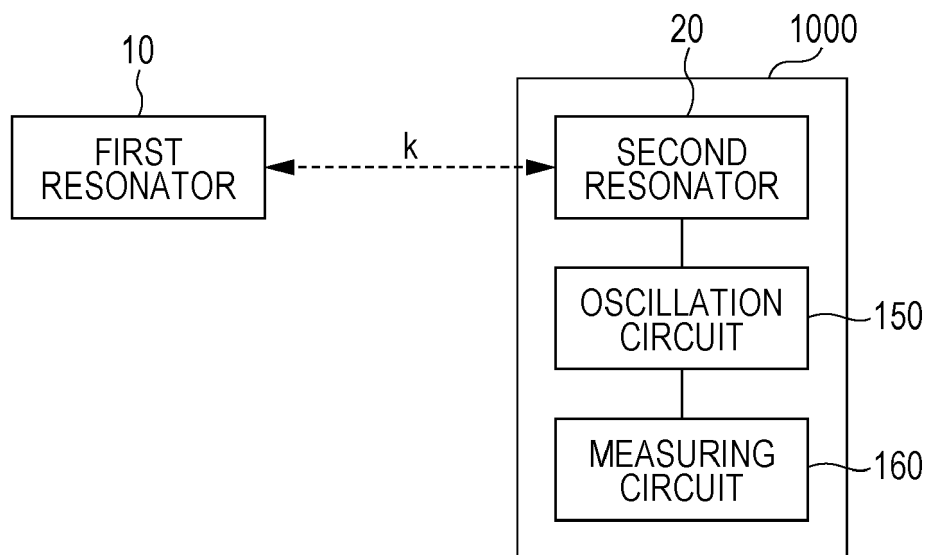 10
20
1000
FIRST
RESONATOR
k
SECOND
RESONATOR
OSCILLATION
CIRCUIT
150
MEASURING
CIRCUIT
160